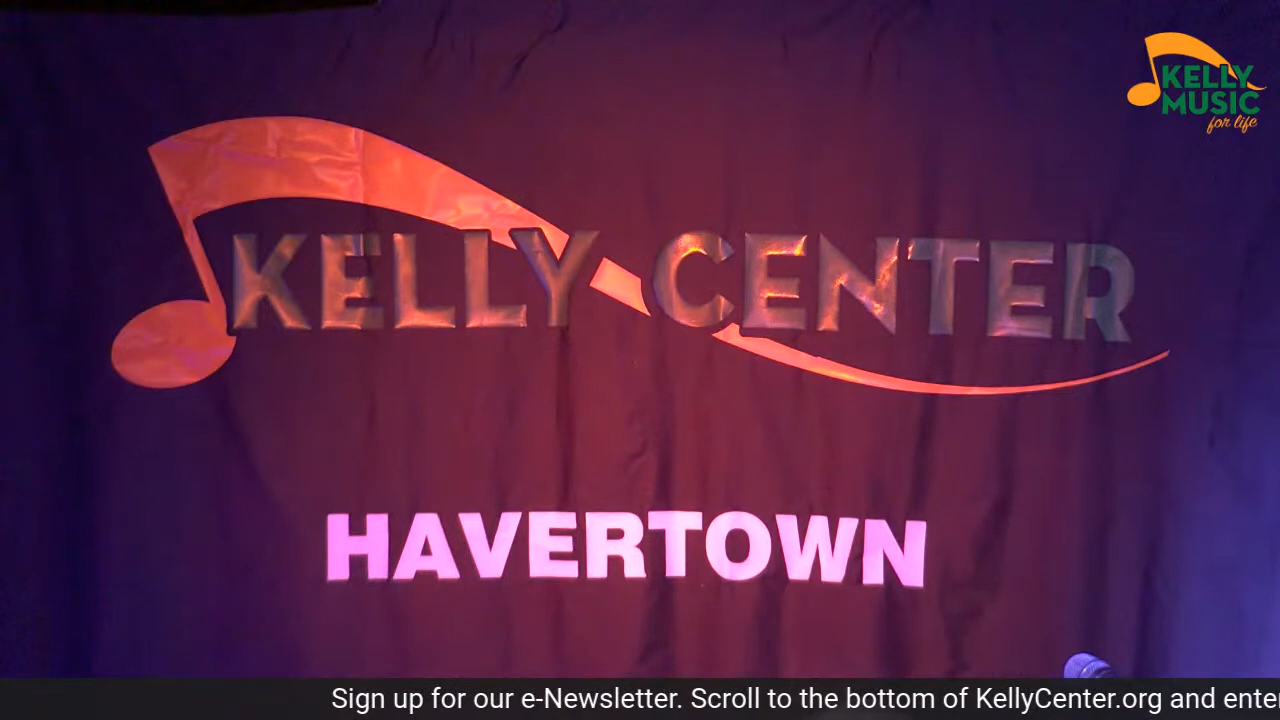 KELLY
MUSIC
for life
KELLY CENTER
HAVERTOWN
Sign up for our e-Newsletter. Scroll to the bottom of KellyCenter.org and ente